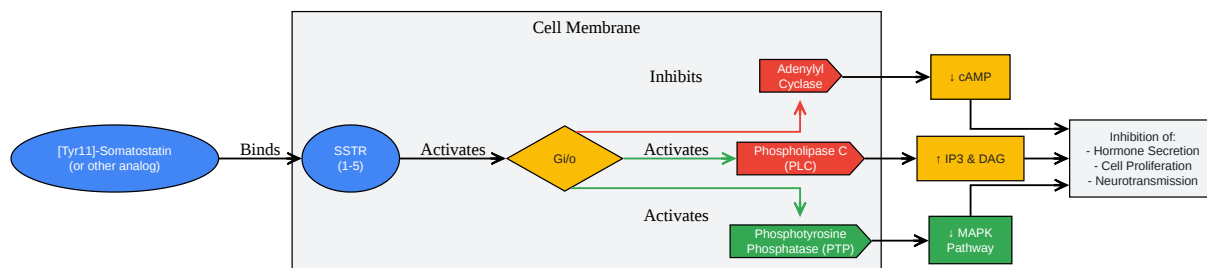 Cell Membrane
[Tyr11]-Somatostatin
(or other analog)
Binds
SSTR
(1-5)
Activates
Gi/o
Inhibits
Adenylyl
Cyclase
↓ cAMP
Activates
Phospholipase C
(PLC)
↑ IP3 & DAG
Activates
Phosphotyrosine
Phosphatase (PTP)
↓ MAPK
Pathway
Inhibition of:
- Hormone Secretion
- Cell Proliferation
- Neurotransmission